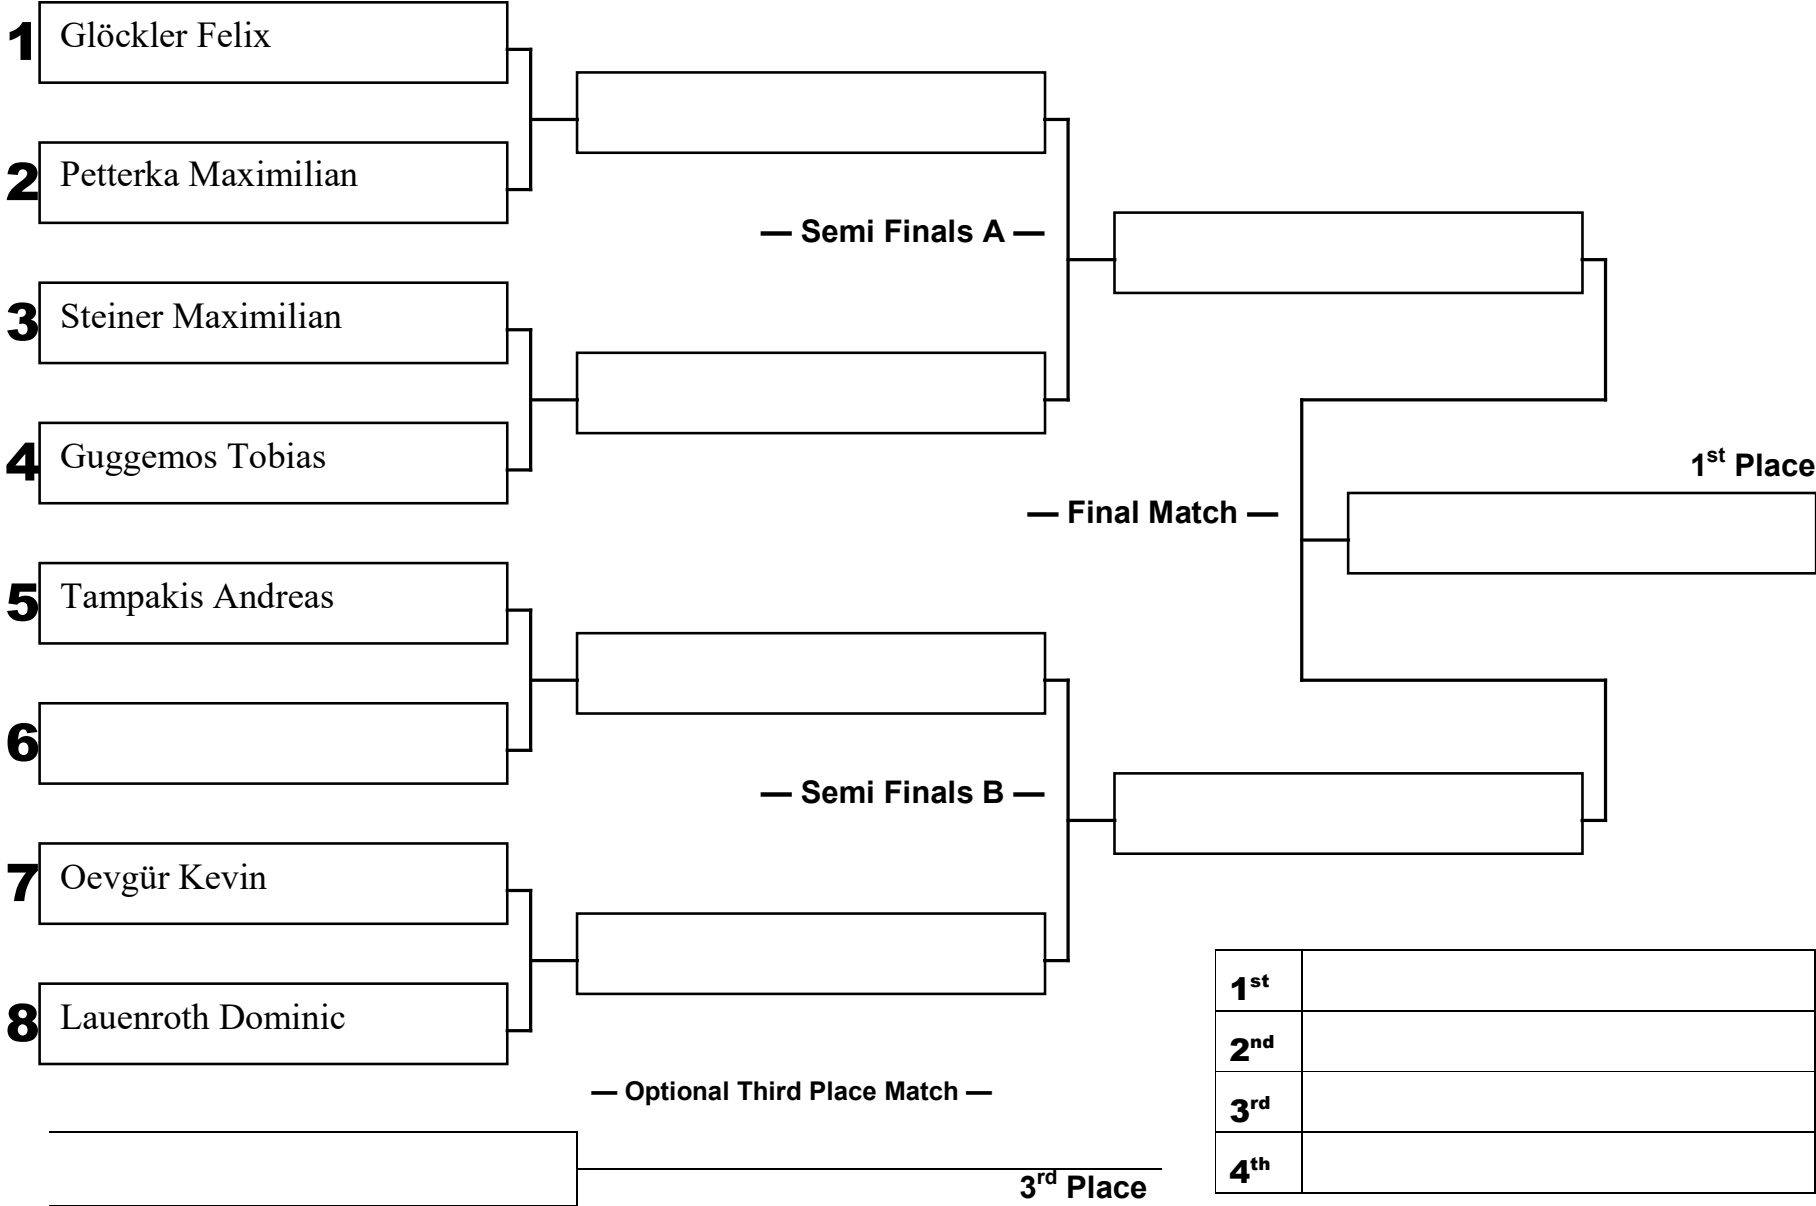 1 Glöckler Felix
2 Petterka Maximilian
— Semi Finals A —
3 Steiner Maximilian
4 Guggemos Tobias
1st Place
— Final Match —
5 Tampakis Andreas
6
— Semi Finals B —
7 Oevgür Kevin
8 Lauenroth Dominic
— Optional Third Place Match —
3rd Place
1st
2nd
3rd
4th